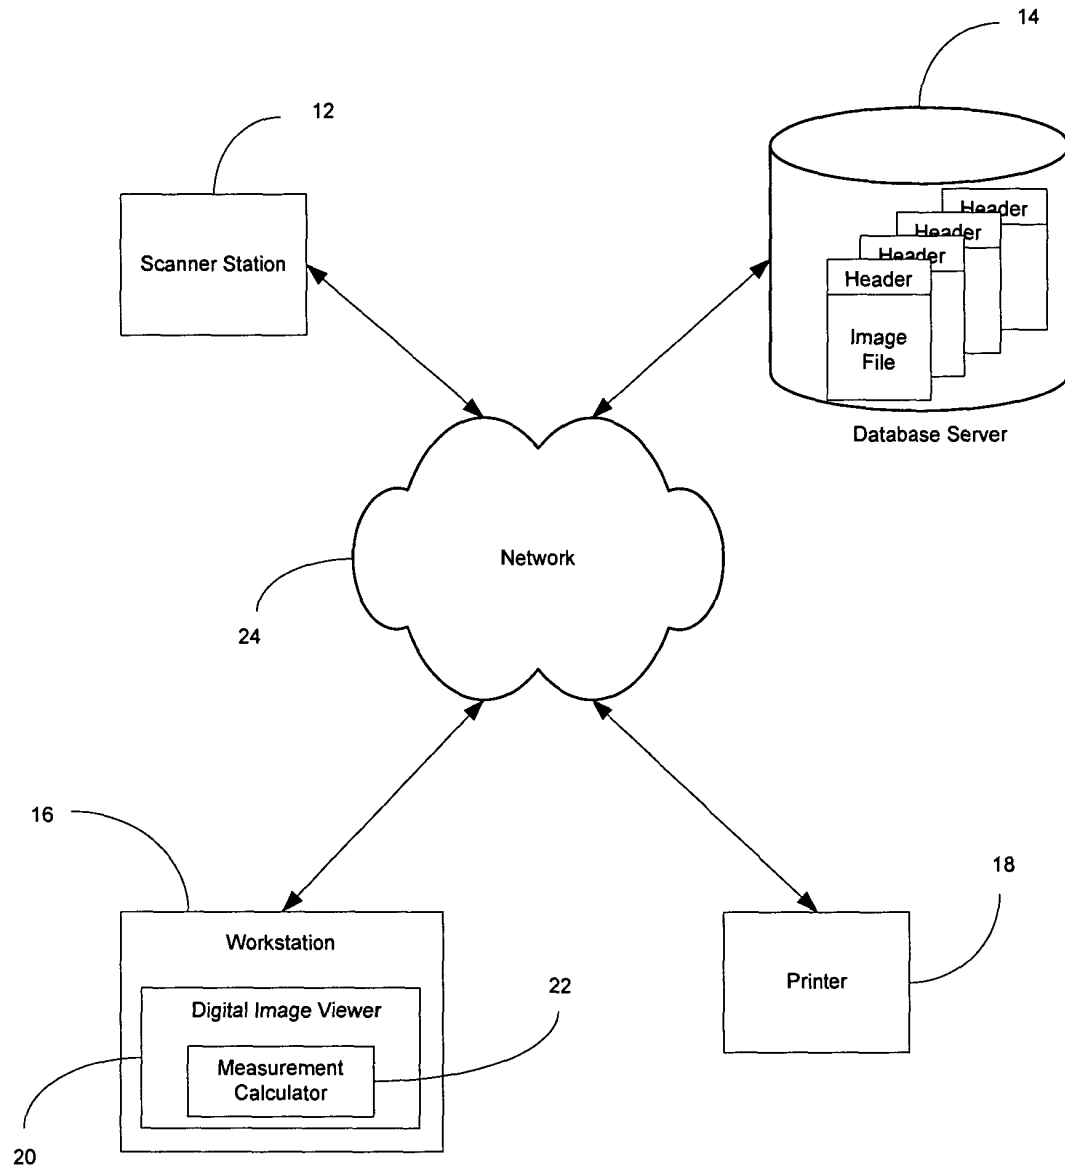 14
12
Scanner Station
Header
Header
Header
Header
Image
File
Database Server
Network
24
16
18
Workstation
Printer
22
Digital Image Viewer
Measurement
Calculator
20